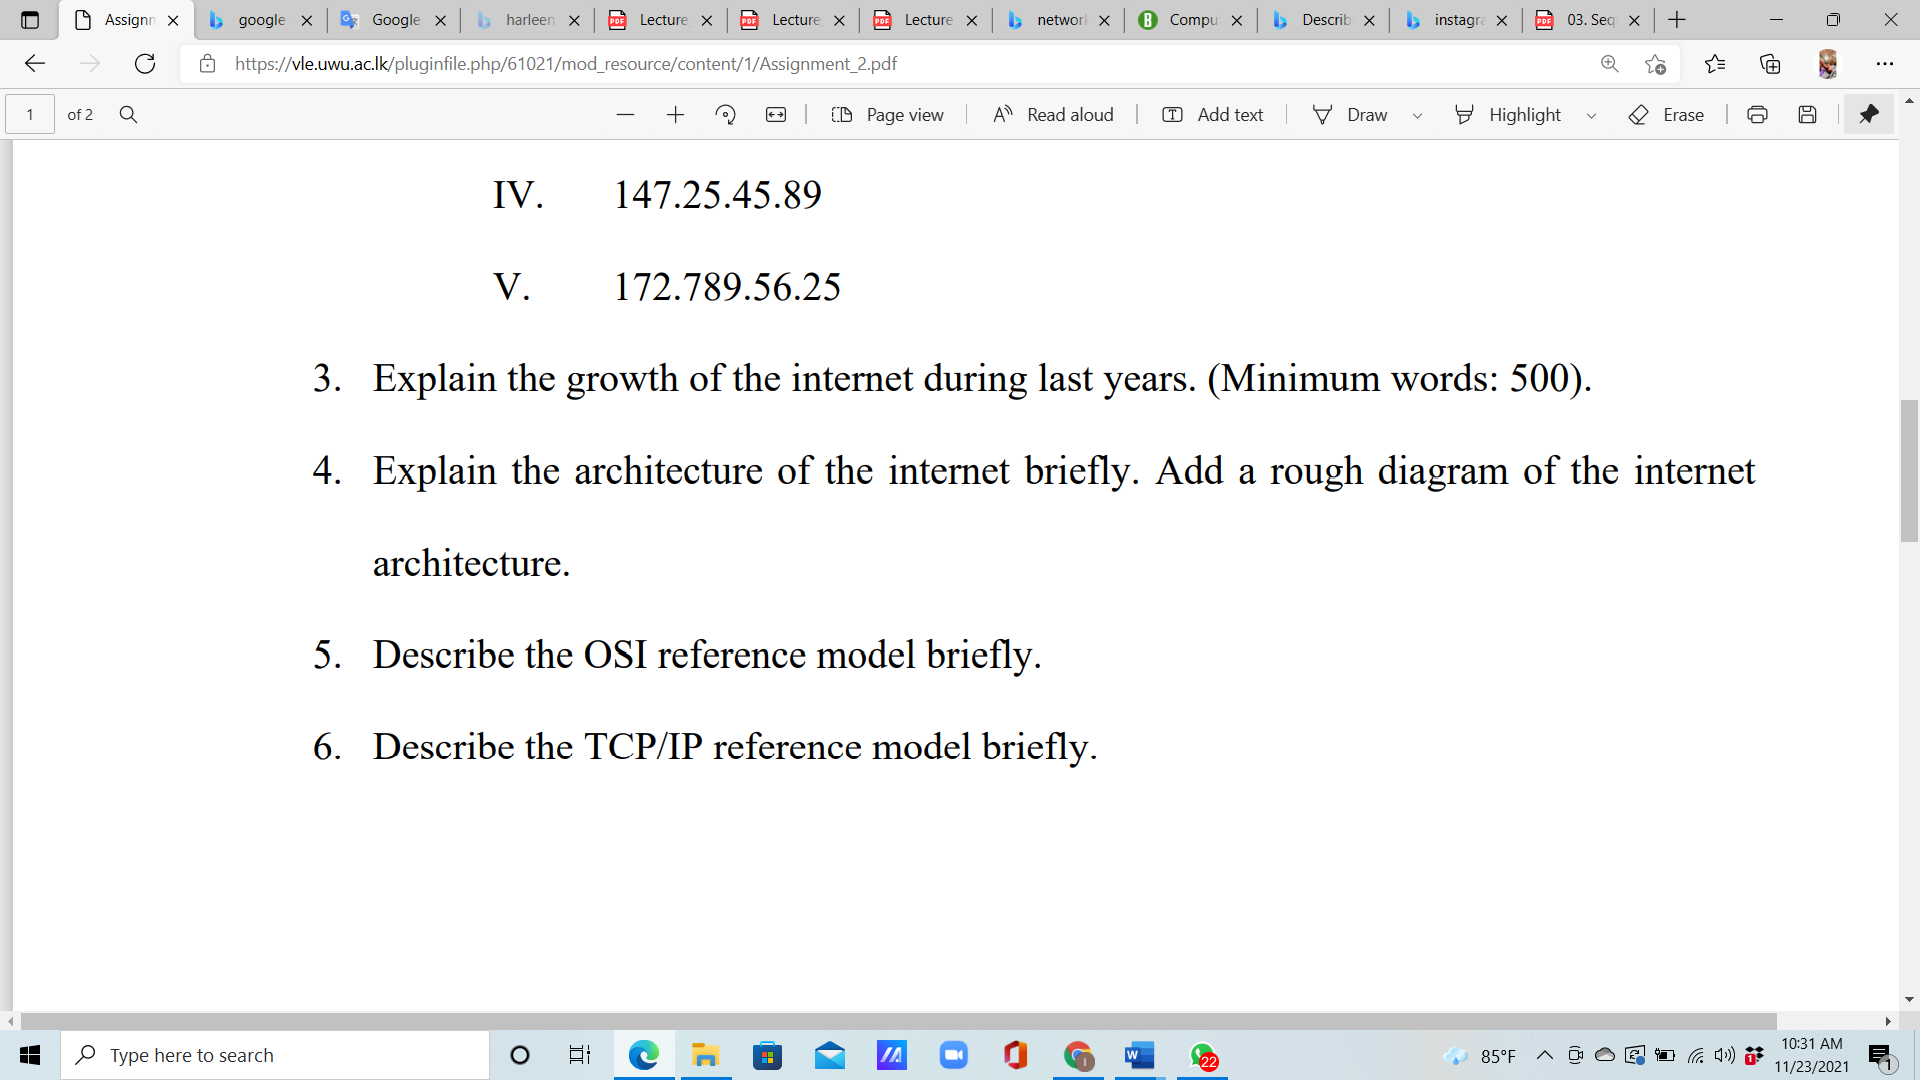 Assignn
google
Google
harleen
Lecture
Lecture
Lecture
networ
Compu
Describ
instagra
03. Seq
https://vle.uwu.ac.lk/pluginfile.php/61021/mod_resource/content/1/Assignment_2.pdf
1 of 2
Page view
Read aloud
Add text
Draw
Highlight
Erase
IV. 147.25.45.89
V. 172.789.56.25
3. Explain the growth of the internet during last years. (Minimum words: 500).
4. Explain the architecture of the internet briefly. Add a rough diagram of the internet
architecture.
5. Describe the OSI reference model briefly.
6. Describe the TCP/IP reference model briefly.
Type here to search
22
85°F
10:31 AM
11/23/2021
1